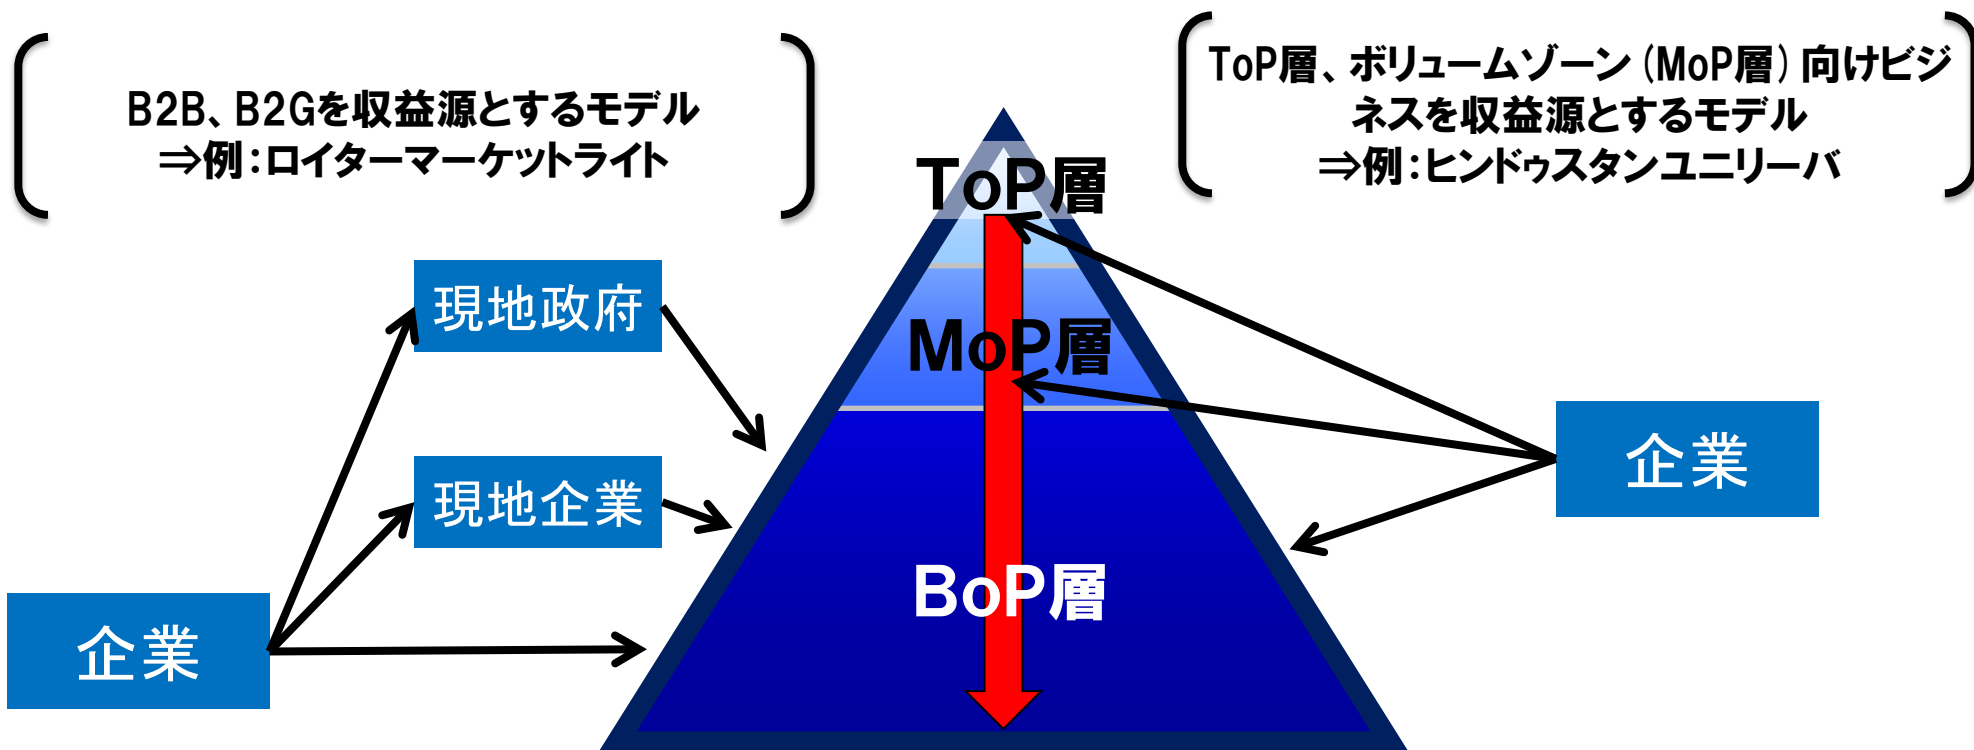 B2B、B2Gを収益源とするモデル
⇒例：ロイターマーケットライト
ToP層、ボリュームゾーン（MoP層）向けビジ
ネスを収益源とするモデル
⇒例：ヒンドゥスタンユニリーバ
ToP層
現地政府
MoP層
現地企業
企業
BoP層
企業